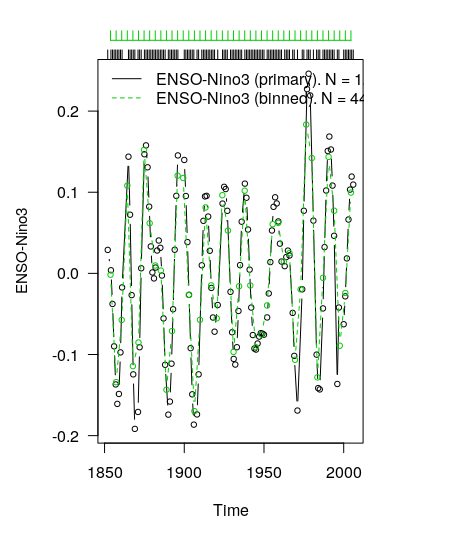 ENSO-Nino3 (primary). N = 1
ENSO-Nino3 (binned). N = 44
0.2
0.1
0.0
-0.1
-0.2
ENSO-Nino3
1850 1900 1950 2000
Time